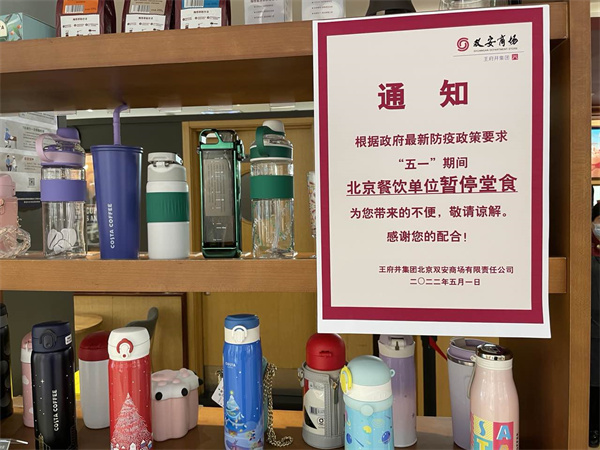 双安商场
王府井集团
通 知
根据政府最新防疫政策要求
“五一”期间
北京餐饮单位暂停堂食
为您带来的不便，敬请谅解。
感谢您的配合！
王府井集团北京双安商场有限责任公司
二〇二二年五月一日
COSTA COFFEE
COSTA COFFEE
COSTA COFFEE